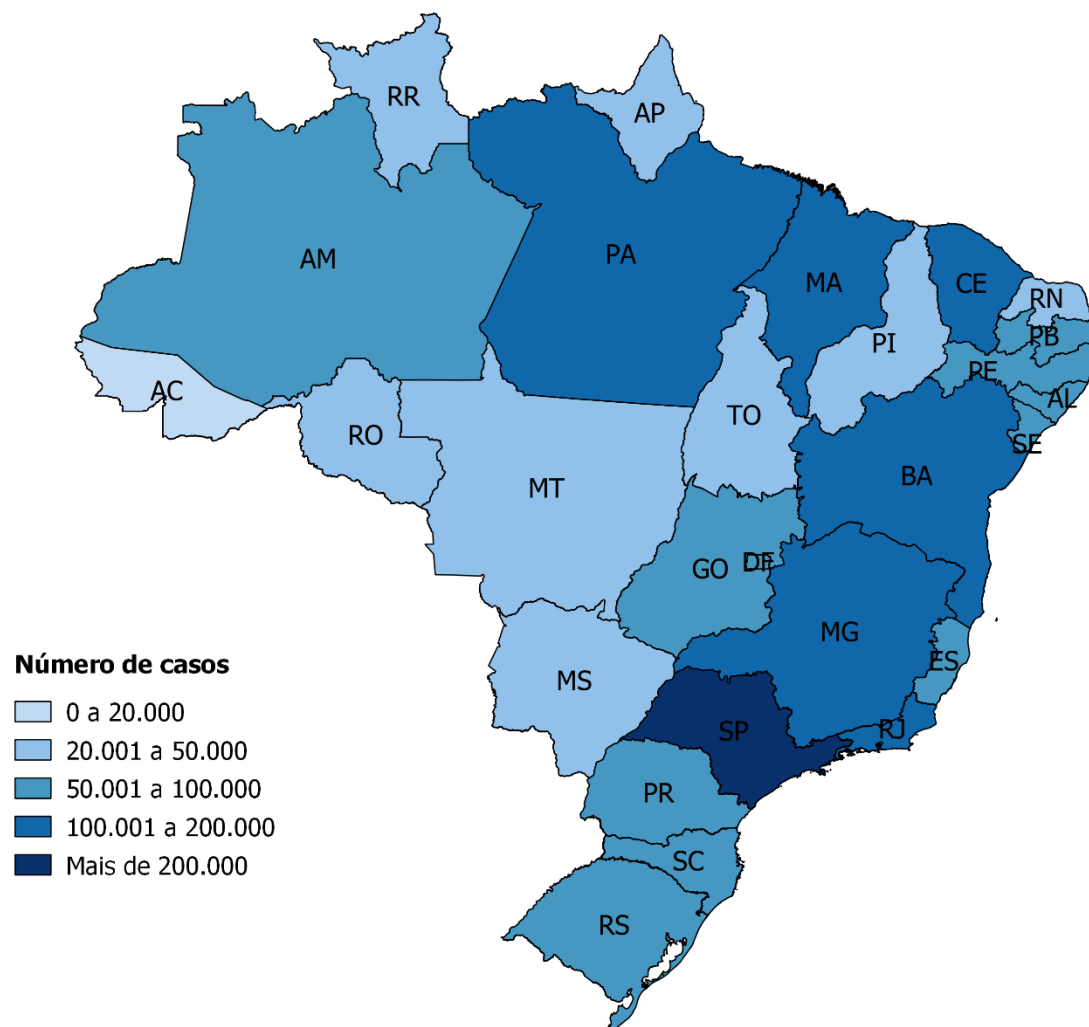 RR
AP
AM
PA
MA
CE
RN
PI
PB
PE
AC
AL
TO
RO
SE
BA
MT
DF
GO
MG
ES
MS
SP
RJ
PR
SC
RS
Número de casos
0 a 20.000
20.001 a 50.000
50.001 a 100.000
100.001 a 200.000
Mais de 200.000